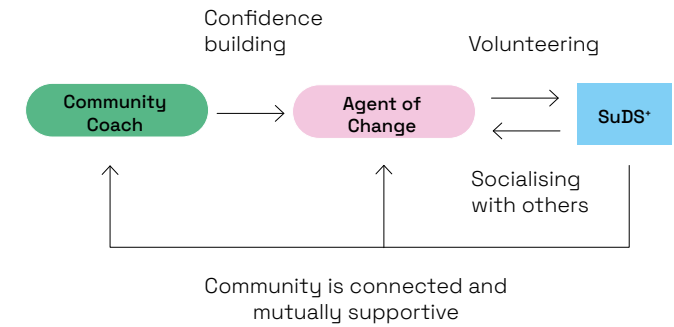 Confidence
building
Volunteering
Community
Coach
Agent of
Change
SuDS⁺
Socialising
with others
Community is connected and
mutually supportive